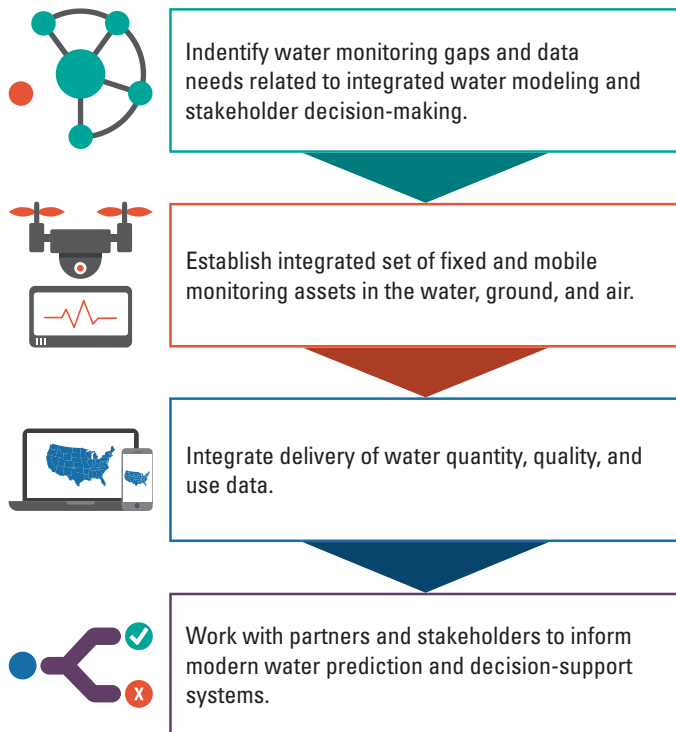 Indentify water monitoring gaps and data
needs related to integrated water modeling and
stakeholder decision-making.
Establish integrated set of fixed and mobile
monitoring assets in the water, ground, and air.
Integrate delivery of water quantity, quality, and
use data.
Work with partners and stakeholders to inform
modern water prediction and decision-support
systems.
X